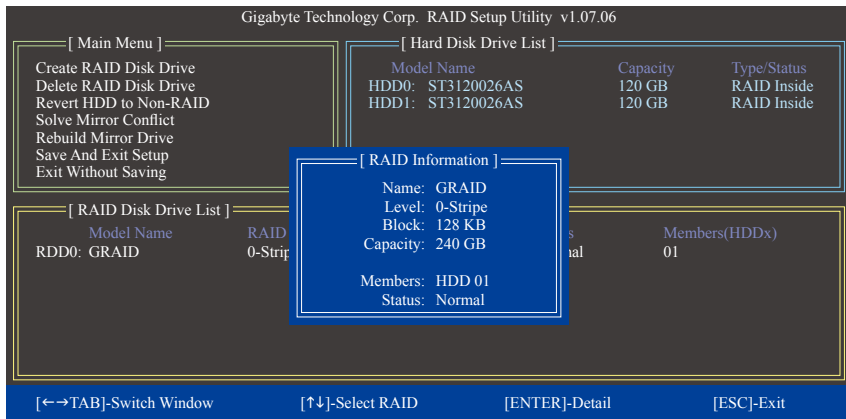 Gigabyte Technology Corp. RAID Setup Utility v1.07.06
[ Main Menu ]
Create RAID Disk Drive
Delete RAID Disk Drive
Revert HDD to Non-RAID
Solve Mirror Conflict
Rebuild Mirror Drive
Save And Exit Setup
Exit Without Saving
[ Hard Disk Drive List ]
Model Name Capacity Type/Status
HDD0: ST3120026AS 120 GB RAID Inside
HDD1: ST3120026AS 120 GB RAID Inside
[ RAID Information ]
Name: GRAID
Level: 0-Stripe
Block: 128 KB
Capacity: 240 GB
Members: HDD 01
Status: Normal
[ RAID Disk Drive List ]
Model Name RAID Members(HDDx)
RDD0: GRAID 0-Strip 01
[←→TAB]-Switch Window [↑↓]-Select RAID [ENTER]-Detail [ESC]-Exit